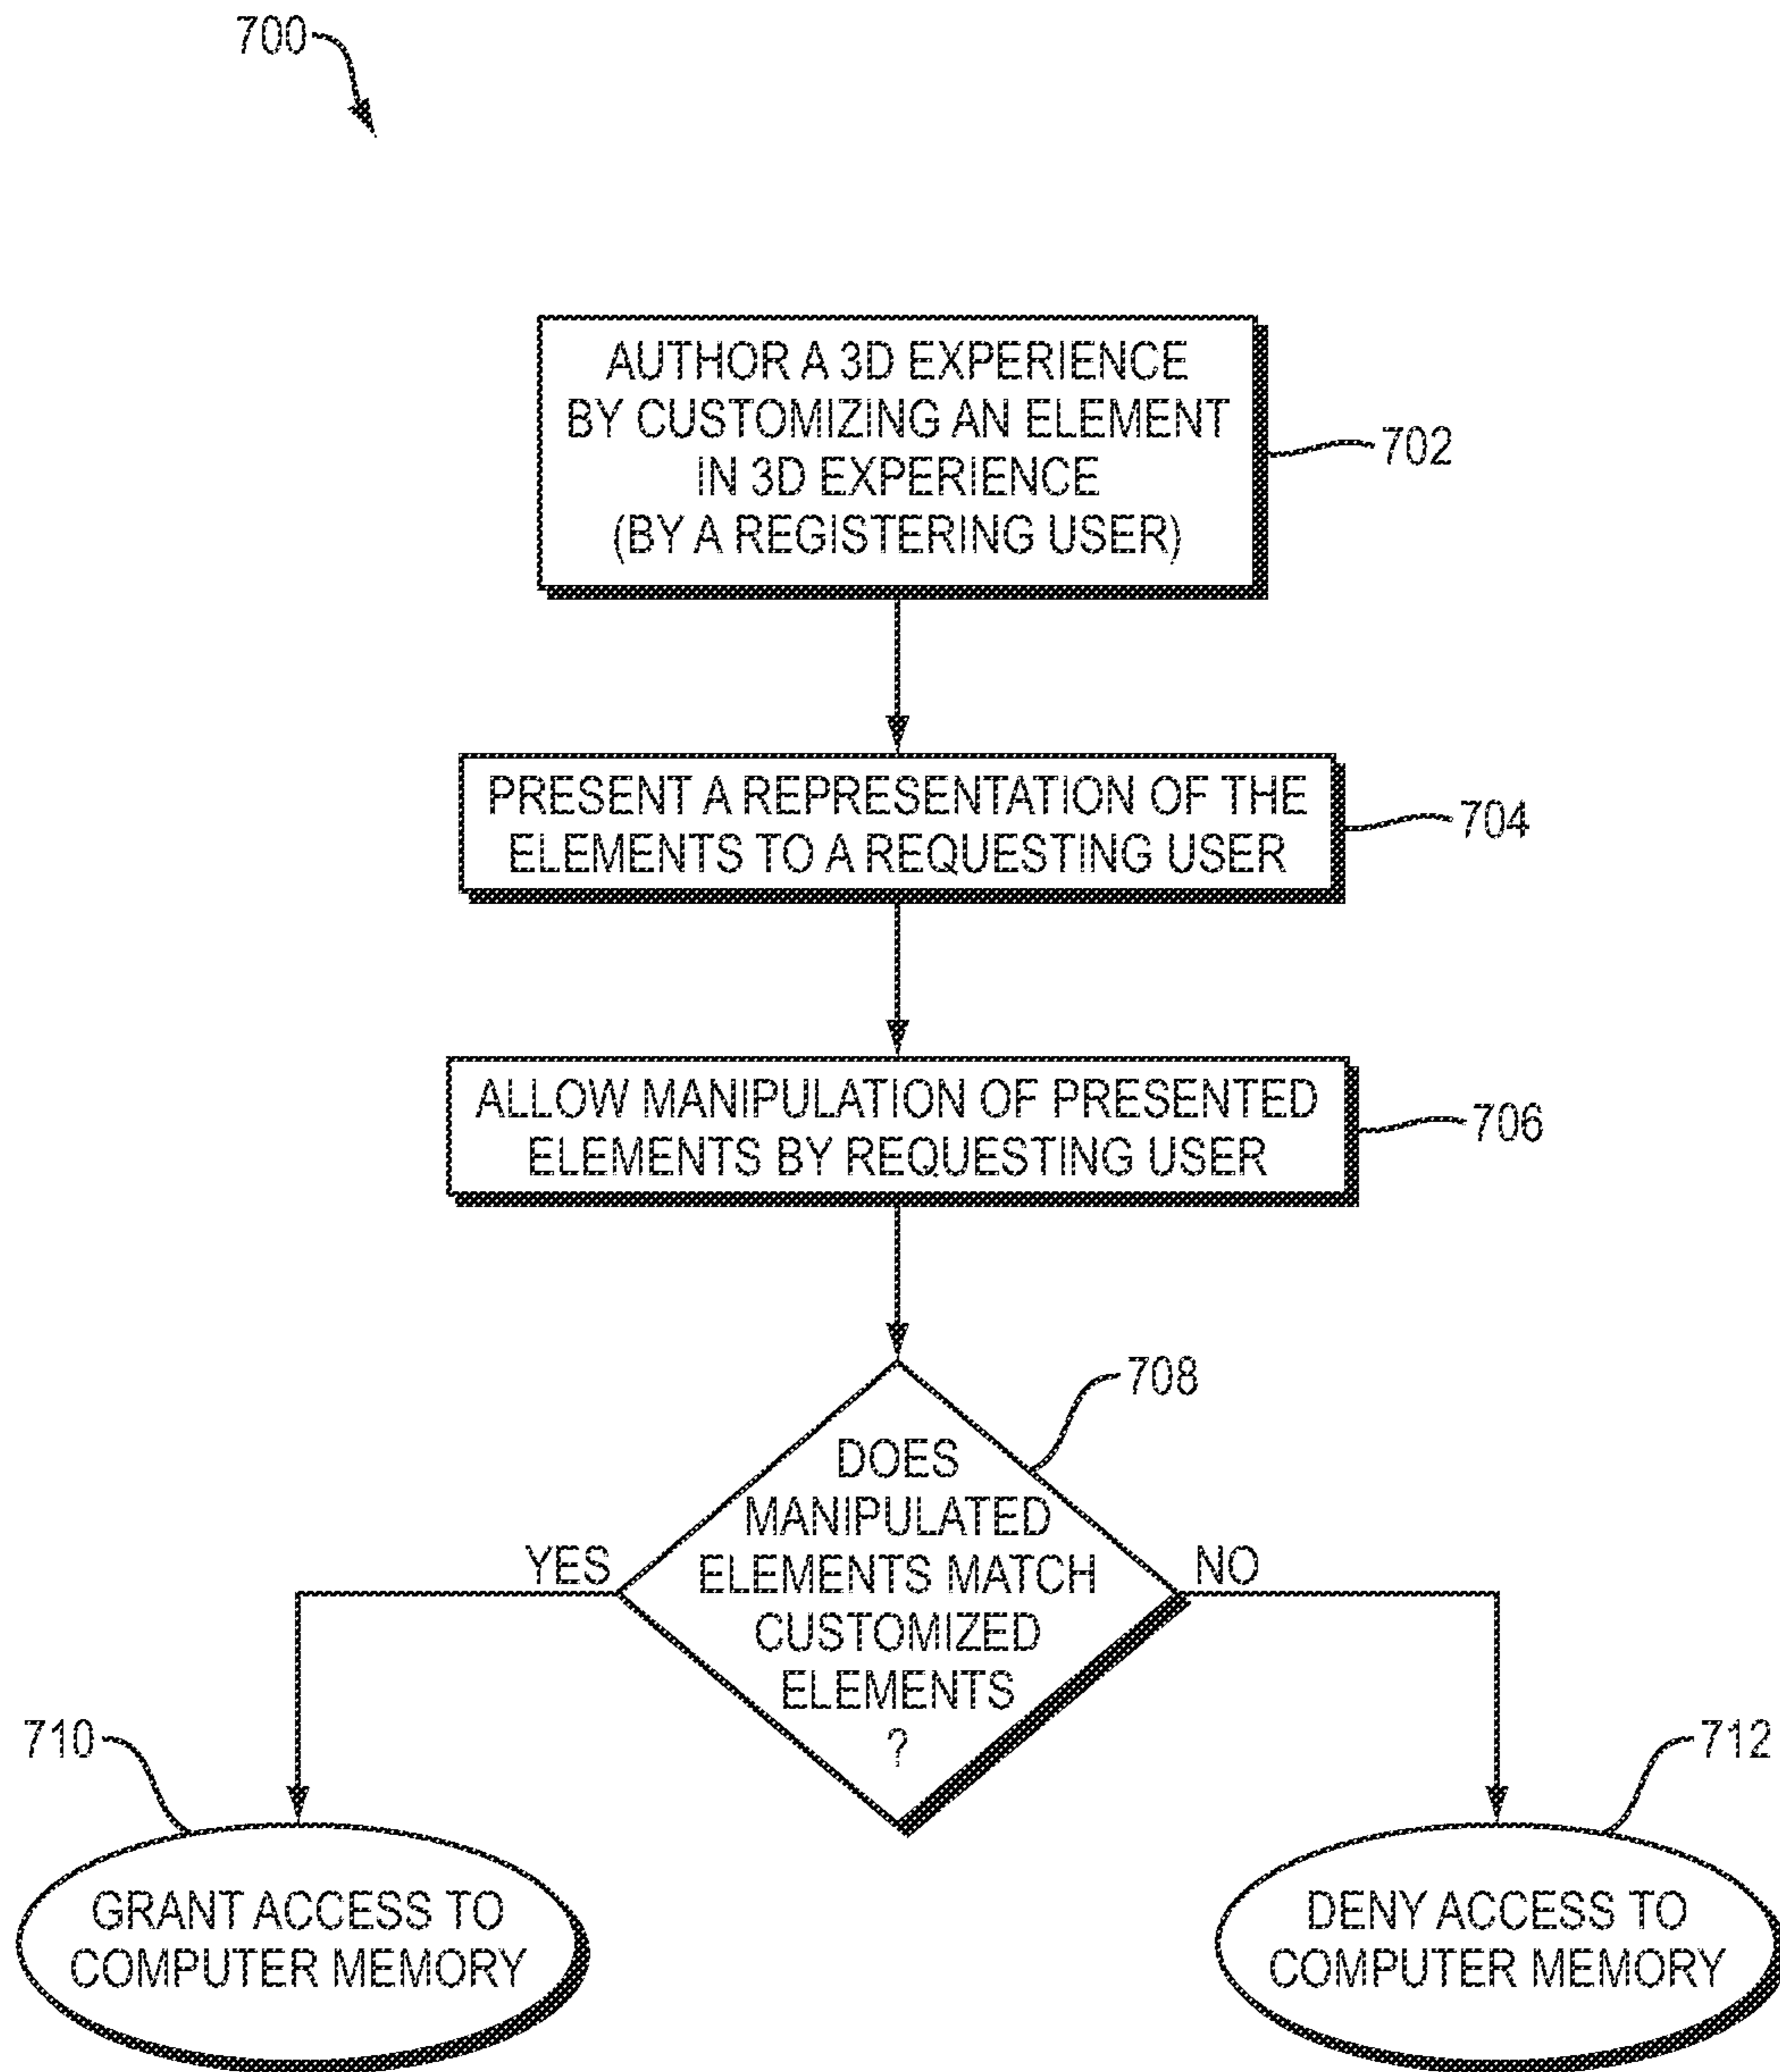 700
AUTHOR A 3D EXPERIENCE
BY CUSTOMIZING AN ELEMENT
IN 3D EXPERIENCE
(BY A REGISTERING USER)
702
PRESENT A REPRESENTATION OF THE
ELEMENTS TO A REQUESTING USER
704
ALLOW MANIPULATION OF PRESENTED
ELEMENTS BY REQUESTING USER
706
708
DOES
MANIPULATED
ELEMENTS MATCH
CUSTOMIZED
ELEMENTS
?
YES
NO
710
GRANT ACCESS TO
COMPUTER MEMORY
712
DENY ACCESS TO
COMPUTER MEMORY